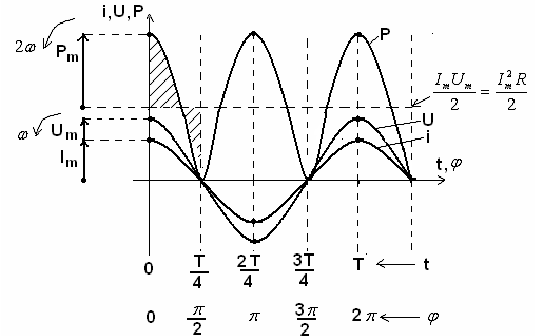 i,U,P
2ω
P_m
P
I_m U_m / 2 = I_m^2 R / 2
ω
U_m
U
i
I_m
t,φ
0 T/4 2T/4 3T/4 T t
0 π/2 π 3π/2 2π φ